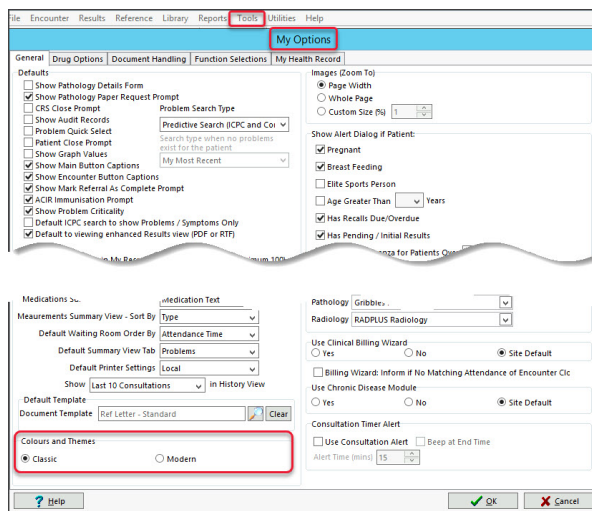 File Encounter Results Reference Library Reports Tools Utilities Help
My Options
General Drug Options Document Handling Function Selections My Health Record
Defaults
Show Pathology Details Form
Show Pathology Paper Request Prompt
CRS Close Prompt
Show Audit Records
Problem Quick Select
Patient Close Prompt
Show Graph Values
Show Main Button Captions
Show Encounter Button Captions
Show Mark Referral As Complete Prompt
ACIR Immunisation Prompt
Show Problem Criticality
Default ICPC search to show Problems / Symptoms Only
Default to viewing enhanced Results view (PDF or RTF)
Problem Search Type
Predictive Search (ICPC and Co
Search type when no problems
exist for the patient
My Most Recent
Images (Zoom To)
Page Width
Whole Page
Custom Size (%) 1
Show Alert Dialog if Patient:
Pregnant
Breast Feeding
Elite Sports Person
Age Greater Than Years
Has Recalls Due/Overdue
Has Pending / Initial Results
for Patients Over
in My
100%
Medications Medication Text
Meaurements Summary View - Sort By Type
Default Waiting Room Order By Attendance Time
Default Summary View Tab Problems
Default Printer Settings Local
Show Last 10 Consultations in History View
Default Template
Document Template Ref Letter - Standard Clear
Colours and Themes
Classic Modern
Pathology Gribbles
Radiology RADPLUS Radiology
Use Clinical Billing Wizard
Yes No Site Default
Billing Wizard: Inform if No Matching Attendance of Encounter Clc
Use Chronic Disease Module
Yes No Site Default
Consultation Timer Alert
Use Consultation Alert Beep at End Time
Alert Time (mins) 15
Help OK Cancel